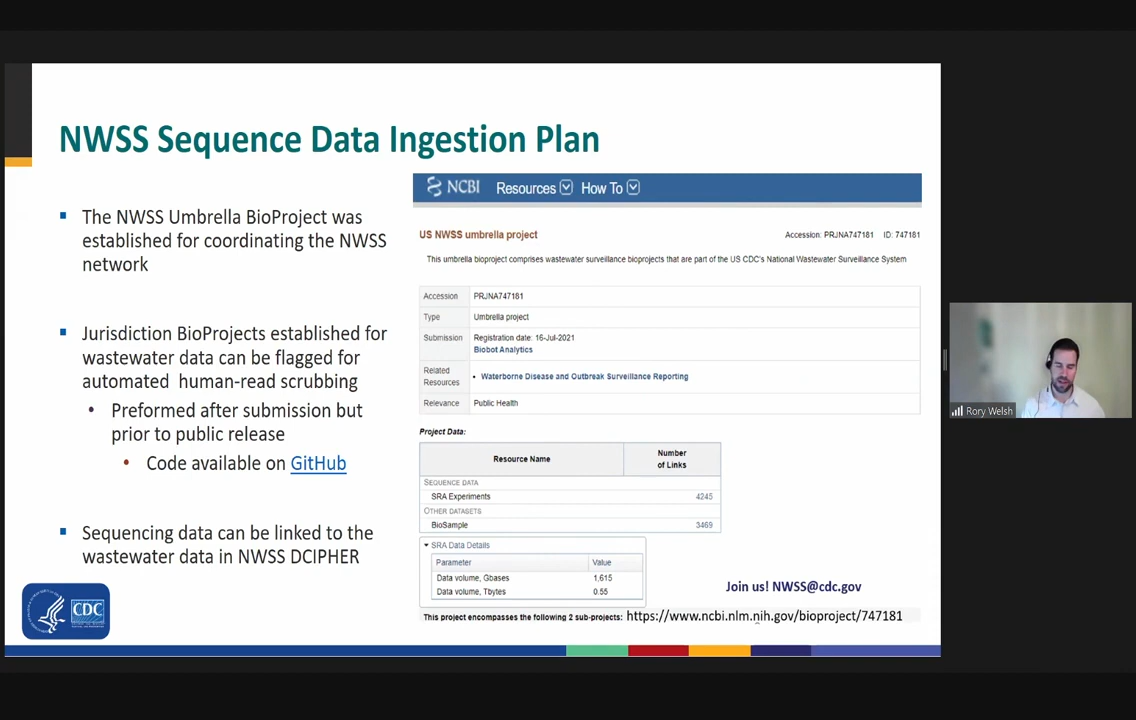 NWSS Sequence Data Ingestion Plan
▪ The NWSS Umbrella BioProject was
established for coordinating the NWSS
network
▪ Jurisdiction BioProjects established for
wastewater data can be flagged for
automated human-read scrubbing
• Preformed after submission but
prior to public release
• Code available on GitHub
▪ Sequencing data can be linked to the
wastewater data in NWSS DCIPHER
CDC
NCBI Resources How To
US NWSS umbrella project Accession: PRJNA747181 ID: 747181
This umbrella bioproject comprises wastewater surveillance bioprojects that are part of the US CDC's National Wastewater Surveillance System
Accession PRJNA747181
Type Umbrella project
Submission Registration date: 16-Jul-2021
Biobot Analytics
Related
Resources • Waterborne Disease and Outbreak Surveillance Reporting
Relevance Public Health
Project Data:
Resource Name Number
of Links
SEQUENCE DATA
SRA Experiments 4245
OTHER DATASETS
BioSample 3469
▾ SRA Data Details
Parameter Value
Data volume, Gbases 1,615
Data volume, Tbytes 0.55
Join us! NWSS@cdc.gov
This project encompasses the following 2 sub-projects: https://www.ncbi.nlm.nih.gov/bioproject/747181
Rory Welsh